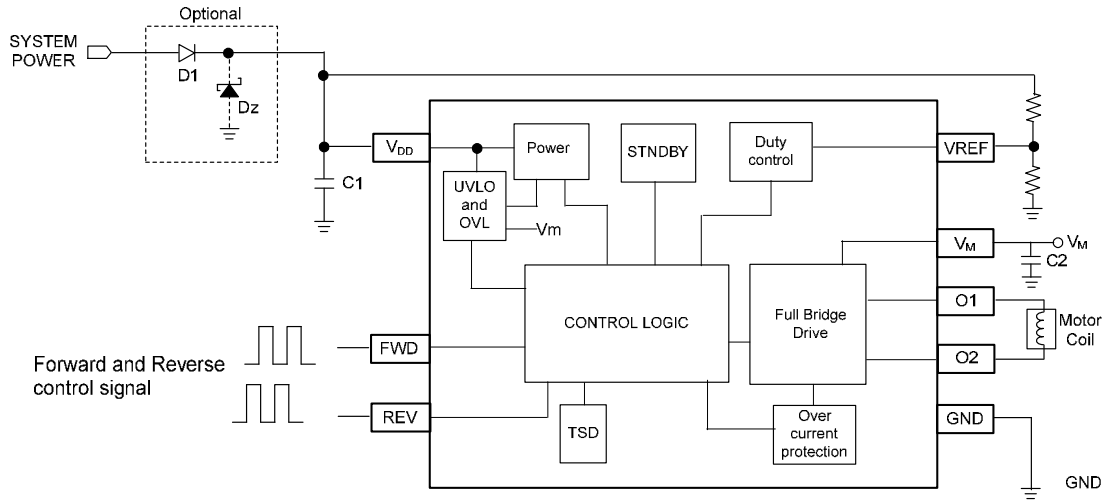 Optional
SYSTEM
POWER
D1
Dz
VDD
Power
STNDBY
Duty
control
VREF
C1
UVLO
and
OVL
Vm
VM
VM
C2
O1
CONTROL LOGIC
Full Bridge
Drive
Motor
Coil
Forward and Reverse
control signal
FWD
O2
REV
TSD
Over
current
protection
GND
GND